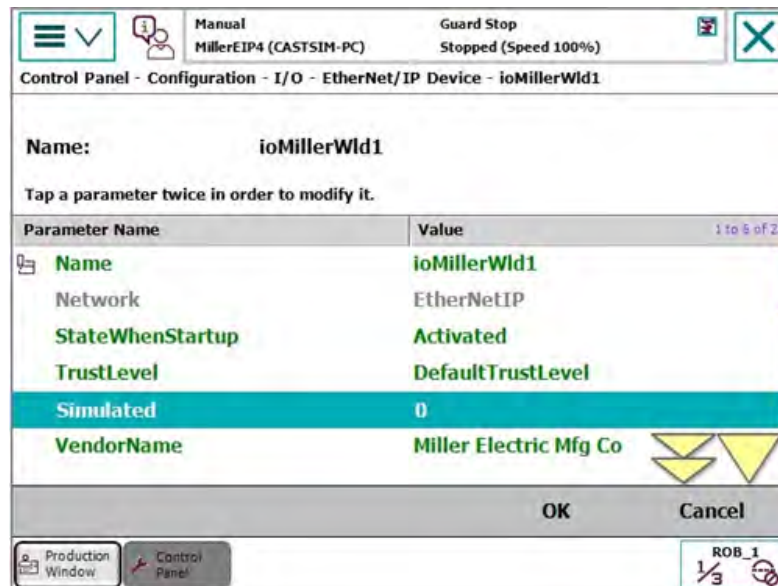 Manual
MillerEIP4 (CASTSIM-PC)
Guard Stop
Stopped (Speed 100%)
Control Panel - Configuration - I/O - EtherNet/IP Device - ioMillerWld1
Name: ioMillerWld1
Tap a parameter twice in order to modify it.
Parameter Name Value 1 to 6 of 2
Name ioMillerWld1
Network EtherNetIP
StateWhenStartup Activated
TrustLevel DefaultTrustLevel
Simulated 0
VendorName Miller Electric Mfg Co
OK Cancel
Production
Window
Control
Panel
ROB_1
1/3